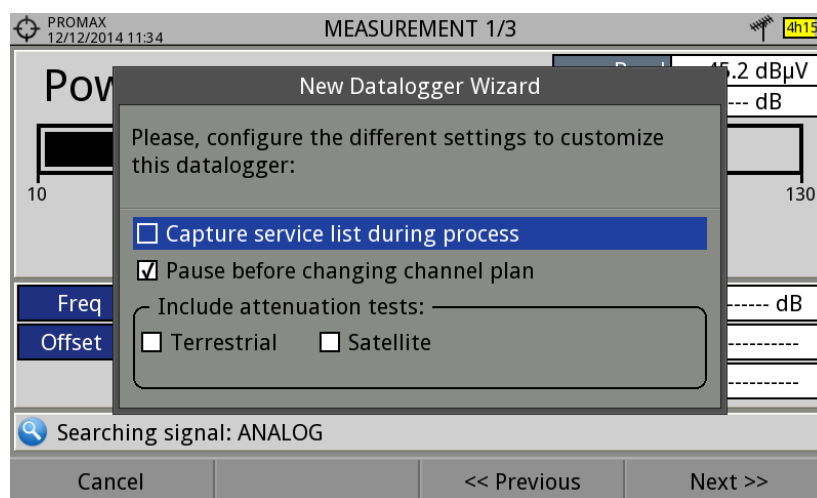 PROMAX
12/12/2014 11:34
MEASUREMENT 1/3
4h15
Pow
.2 dBµV
--- dB
New Datalogger Wizard
Please, configure the different settings to customize
this datalogger:
10
130
Capture service list during process
Pause before changing channel plan
Include attenuation tests:
Terrestrial
Satellite
Freq
------ dB
Offset
----------
----------
Searching signal: ANALOG
Cancel
<< Previous
Next >>